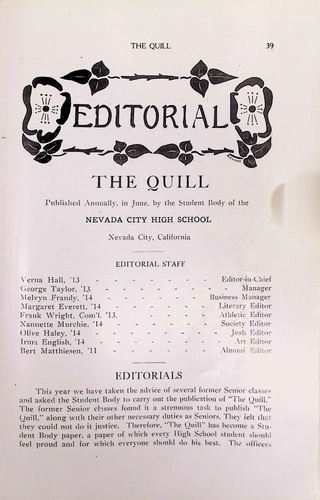 THE QUILL 39
EDITORIAL
THE QUILL
Published Annually, in June, by the Student Body of the
NEVADA CITY HIGH SCHOOL
Nevada City, California
EDITORIAL STAFF
Verna Hall, '13 - - - - - - Editor-in-Chief
George Taylor, '13 - - - - - - Manager
Melvyn Frandy, '14 - - - - - Business Manager
Margaret Everett, '14 - - - - - Literary Editor
Frank Wright, Com'l. '13. - - - - Athletic Editor
Nannette Murchie, '14 - - - - - Society Editor
Olive Haley, '14 - - - - - - Josh Editor
Irma English, '14 - - - - - - Art Editor
Bert Matthiesen, '11 - - - - - Alumni Editor
EDITORIALS
This year we have taken the advice of several former Senior classes
and asked the Student Body to carry out the publication of "The Quill."
The former Senior classes found it a strenuous task to publish "The
Quill," along with their other necessary duties as Seniors. They felt that
they could not do it justice. Therefore, "The Quill" has become a Stu-
dent Body paper, a paper of which every High School student should
feel proud and for which everyone should do his best. The officers